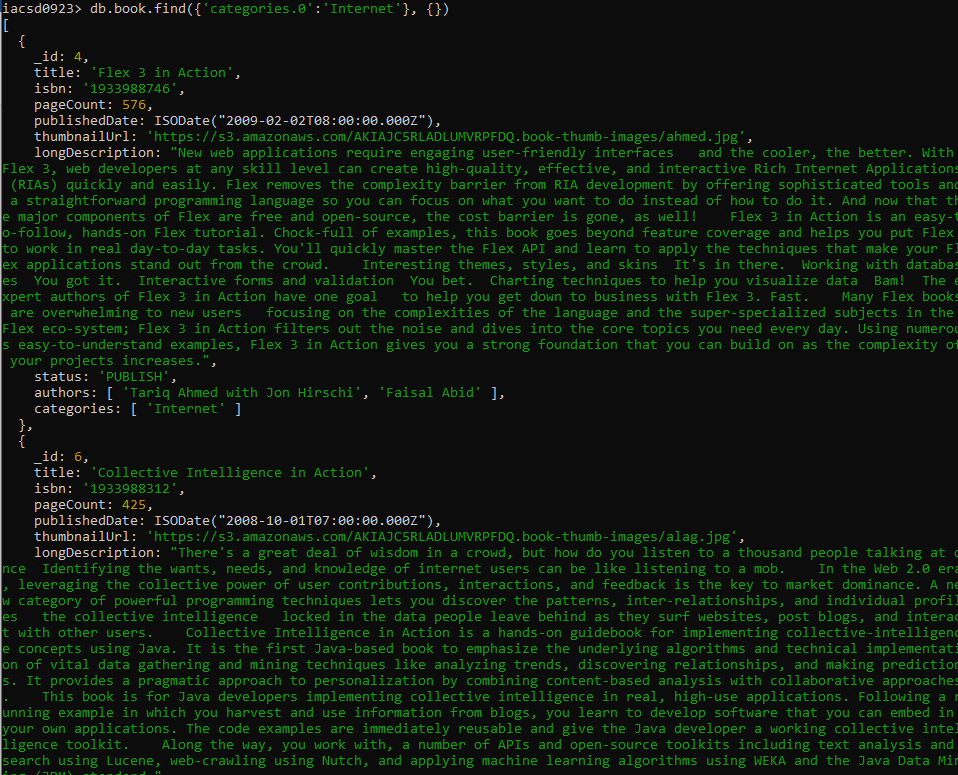 iacsd0923> db.book.find({'categories.0':'Internet'}, {})
[
  {
    _id: 4,
    title: 'Flex 3 in Action',
    isbn: '1933988746',
    pageCount: 576,
    publishedDate: ISODate("2009-02-02T08:00:00.000Z"),
    thumbnailUrl: 'https://s3.amazonaws.com/AKIAJC5RLADLUMVRPFDQ.book-thumb-images/ahmed.jpg',
    longDescription: "New web applications require engaging user-friendly interfaces   and the cooler, the better. With
Flex 3, web developers at any skill level can create high-quality, effective, and interactive Rich Internet Applications
 (RIAs) quickly and easily. Flex removes the complexity barrier from RIA development by offering sophisticated tools and
 a straightforward programming language so you can focus on what you want to do instead of how to do it. And now that th
e major components of Flex are free and open-source, the cost barrier is gone, as well!    Flex 3 in Action is an easy-t
o-follow, hands-on Flex tutorial. Chock-full of examples, this book goes beyond feature coverage and helps you put Flex
to work in real day-to-day tasks. You'll quickly master the Flex API and learn to apply the techniques that make your Fl
ex applications stand out from the crowd.    Interesting themes, styles, and skins  It's in there.  Working with databas
es  You got it.  Interactive forms and validation  You bet.  Charting techniques to help you visualize data  Bam!  The e
xpert authors of Flex 3 in Action have one goal   to help you get down to business with Flex 3. Fast.    Many Flex books
 are overwhelming to new users   focusing on the complexities of the language and the super-specialized subjects in the
Flex eco-system; Flex 3 in Action filters out the noise and dives into the core topics you need every day. Using numerou
s easy-to-understand examples, Flex 3 in Action gives you a strong foundation that you can build on as the complexity of
 your projects increases.",
    status: 'PUBLISH',
    authors: [ 'Tariq Ahmed with Jon Hirschi', 'Faisal Abid' ],
    categories: [ 'Internet' ]
  },
  {
    _id: 6,
    title: 'Collective Intelligence in Action',
    isbn: '1933988312',
    pageCount: 425,
    publishedDate: ISODate("2008-10-01T07:00:00.000Z"),
    thumbnailUrl: 'https://s3.amazonaws.com/AKIAJC5RLADLUMVRPFDQ.book-thumb-images/alag.jpg',
    longDescription: "There's a great deal of wisdom in a crowd, but how do you listen to a thousand people talking at o
nce  Identifying the wants, needs, and knowledge of internet users can be like listening to a mob.    In the Web 2.0 era
, leveraging the collective power of user contributions, interactions, and feedback is the key to market dominance. A ne
w category of powerful programming techniques lets you discover the patterns, inter-relationships, and individual profil
es   the collective intelligence   locked in the data people leave behind as they surf websites, post blogs, and interac
t with other users.    Collective Intelligence in Action is a hands-on guidebook for implementing collective-intelligenc
e concepts using Java. It is the first Java-based book to emphasize the underlying algorithms and technical implementati
on of vital data gathering and mining techniques like analyzing trends, discovering relationships, and making prediction
s. It provides a pragmatic approach to personalization by combining content-based analysis with collaborative approaches
.    This book is for Java developers implementing collective intelligence in real, high-use applications. Following a r
unning example in which you harvest and use information from blogs, you learn to develop software that you can embed in
your own applications. The code examples are immediately reusable and give the Java developer a working collective intel
ligence toolkit.    Along the way, you work with, a number of APIs and open-source toolkits including text analysis and
search using Lucene, web-crawling using Nutch, and applying machine learning algorithms using WEKA and the Java Data Min
ing (JDM) standard."